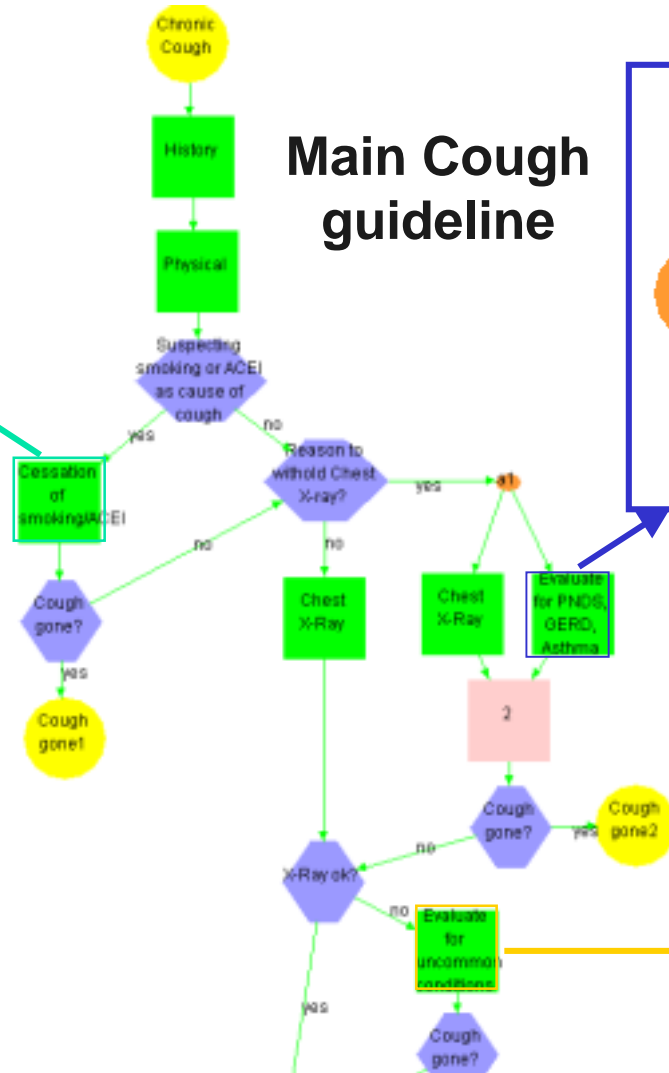 Chronic
Cough
History
Main Cough
guideline
Physical
Suspecting
smoking or ACEI
as cause of
cough
yes
no
Cessation
of
smoking/ACEI
Reason to
withold Chest
X-ray?
yes
a1
no
no
Cough
gone?
Chest
X-Ray
Chest
X-Ray
Evaluate
for PNDS,
GERD,
Asthma
yes
Cough
gone1
2
Cough
gone?
yes
Cough
gone2
no
X-Ray ok?
no
Evaluate
for
uncommon
conditions
yes
Cough
gone?